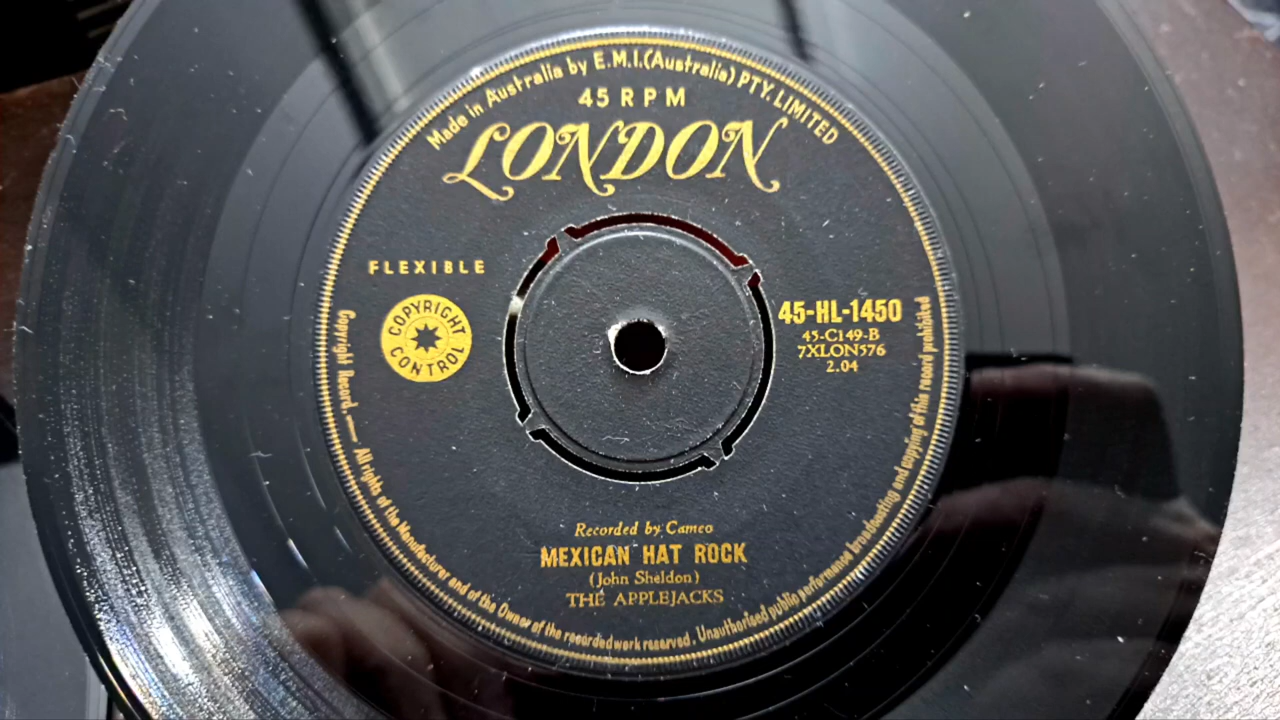 Made in Australia by E.M.I.(Australia) PTY. LIMITED
45 RPM
LONDON
FLEXIBLE
COPYRIGHT CONTROL
45-HL-1450
45-C149-B
7XLON576
2.04
Recorded by Cameo
MEXICAN HAT ROCK
(John Sheldon)
THE APPLEJACKS
Copyright Record.— All rights of the Manufacturer and of the Owner of the recorded work reserved. Unauthorised public performance broadcasting and copying of this record prohibited